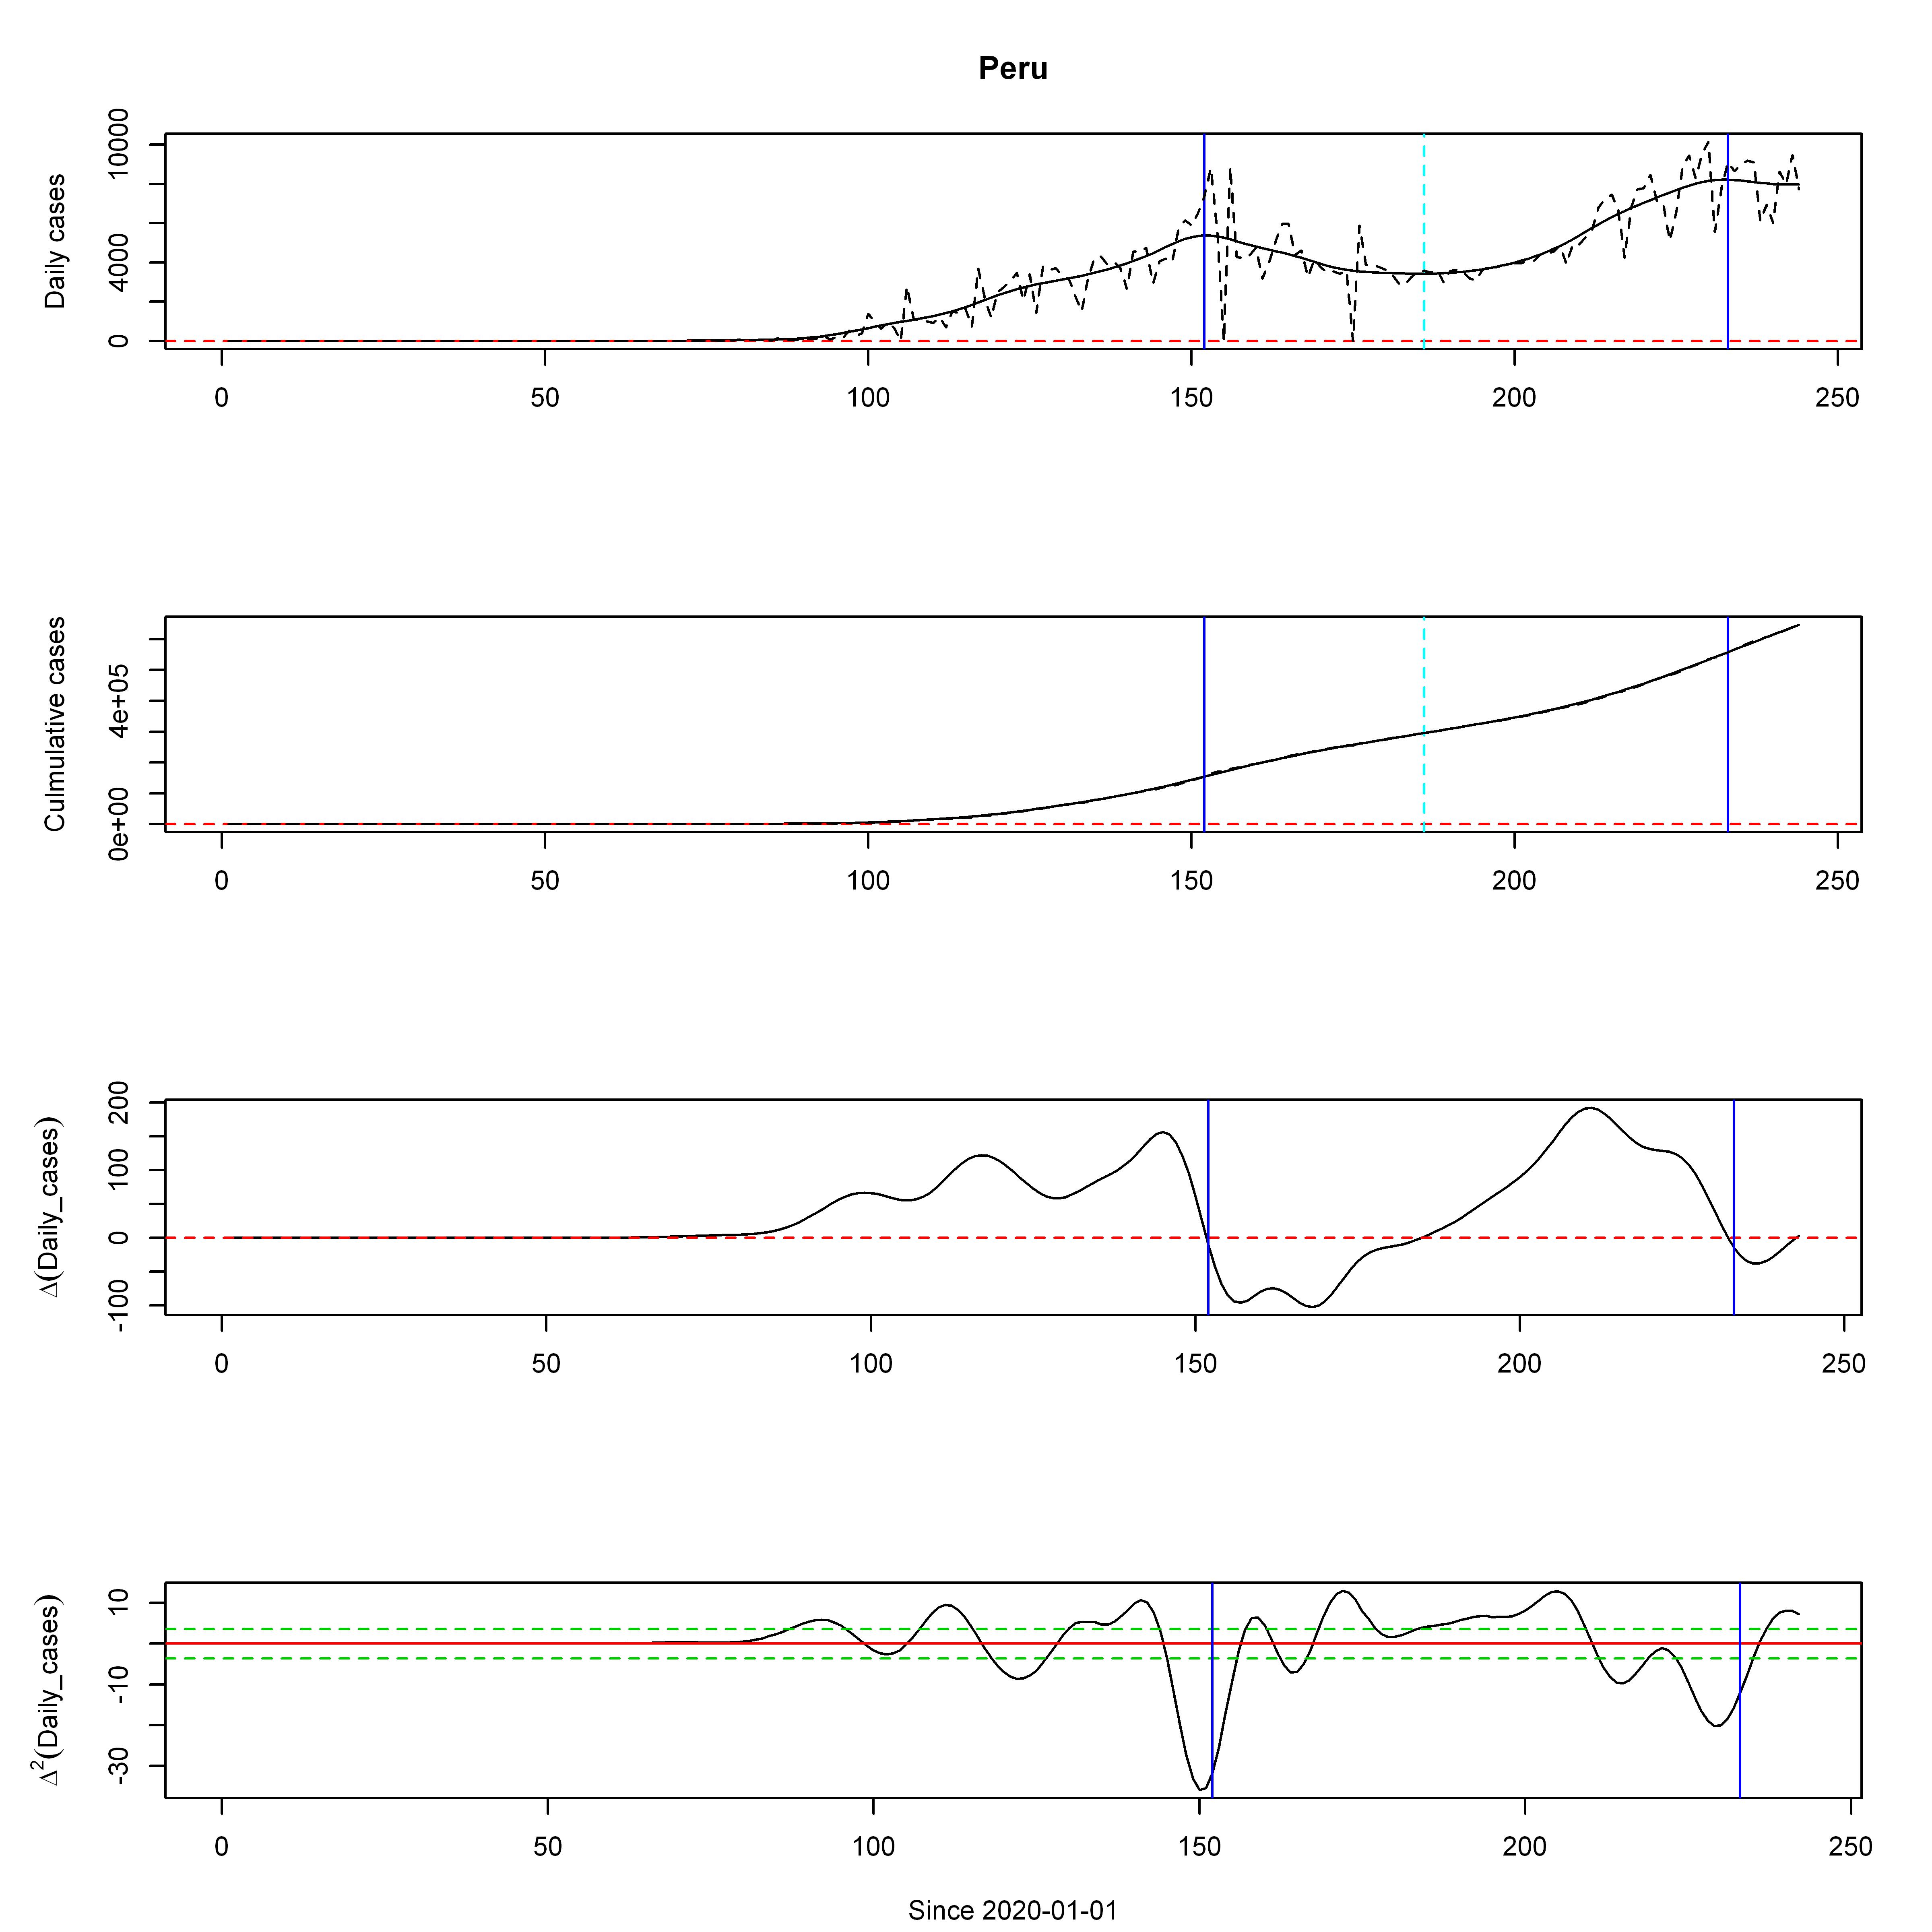 Peru
Daily cases
0 4000 10000
0 50 100 150 200 250
Culmulative cases
0e+00 4e+05
0 50 100 150 200 250
Δ(Daily_cases)
-100 0 100 200
0 50 100 150 200 250
Δ²(Daily_cases)
-30 -10 10
0 50 100 150 200 250
Since 2020-01-01